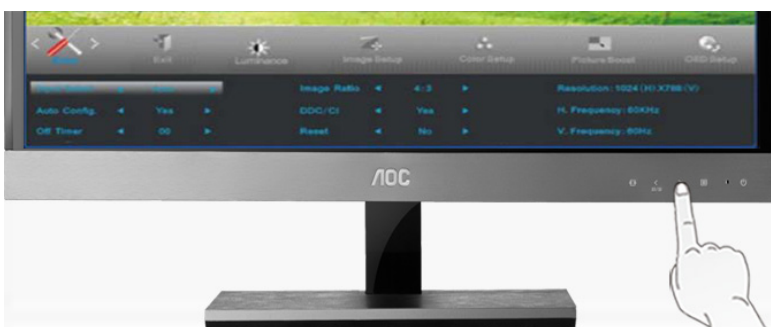 Exit
Luminance
Image Setup
Color Setup
Picture Boost
OSD Setup
Image Ratio 4:3 Resolution: 1024 (H) X768 (V)
Auto Config. Yes DDC/CI Yes H. Frequency: 60KHz
Off Timer 00 Reset No V. Frequency: 60Hz
AOC